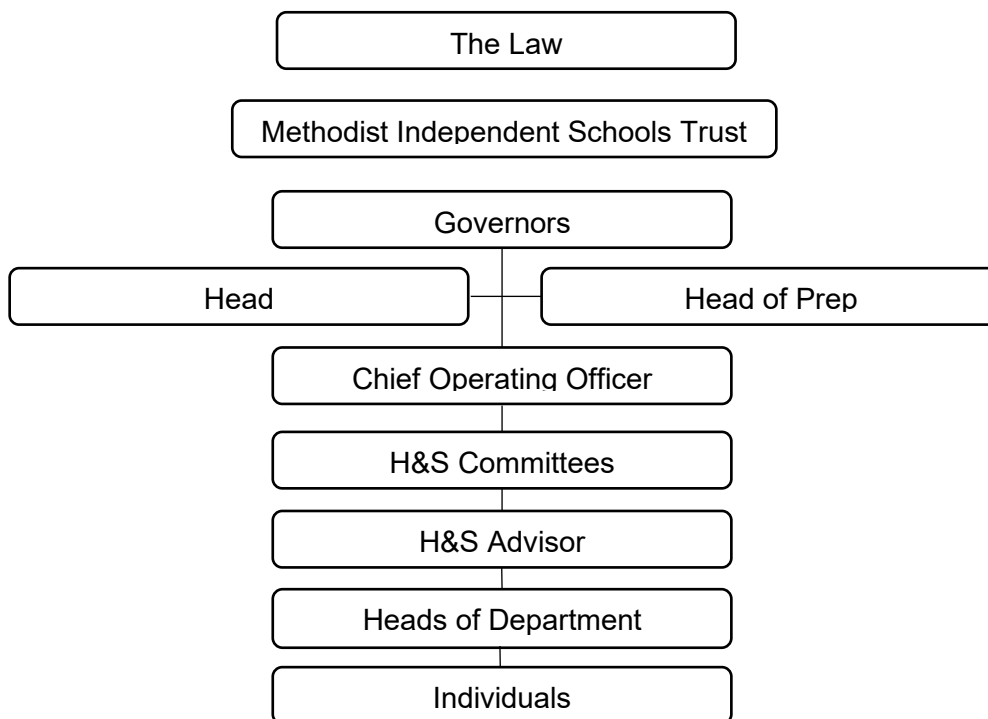 The Law
Methodist Independent Schools Trust
Governors
Head
Head of Prep
Chief Operating Officer
H&S Committees
H&S Advisor
Heads of Department
Individuals